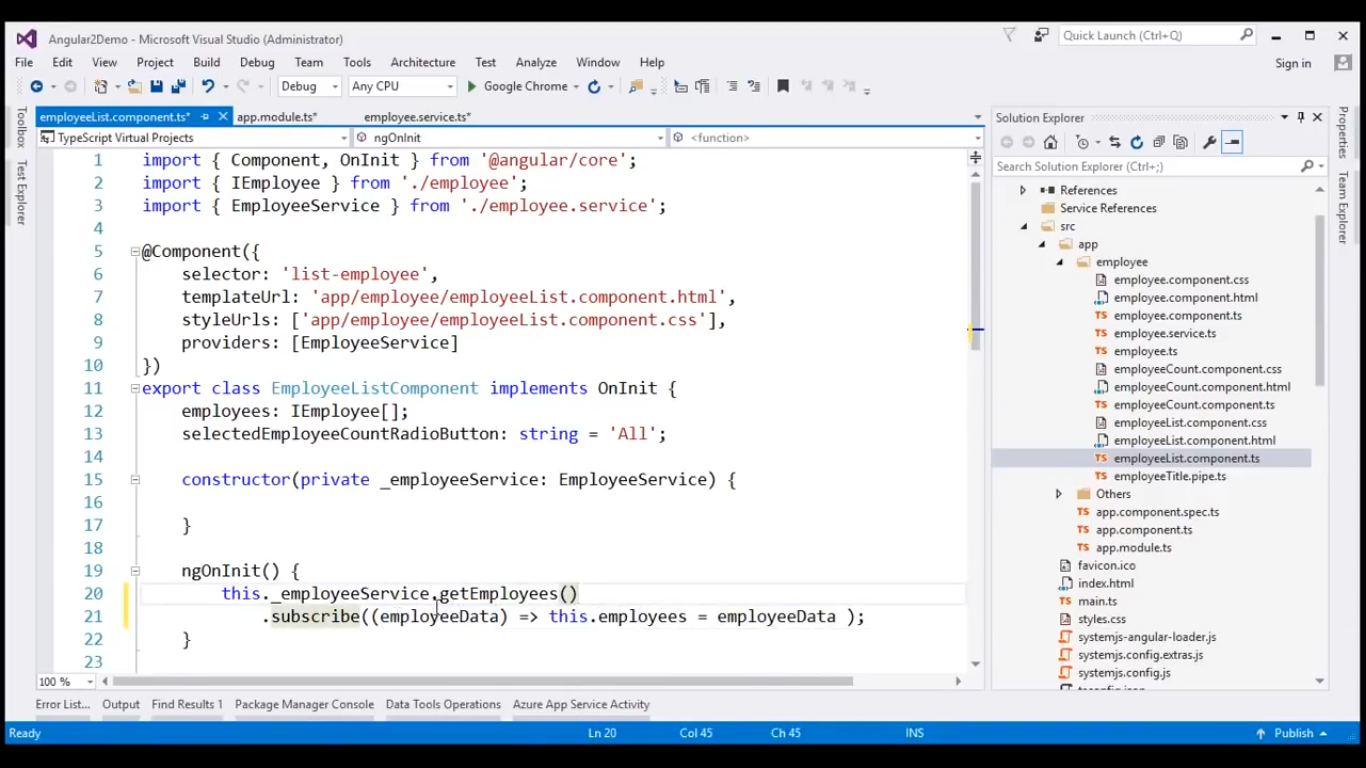 Angular2Demo - Microsoft Visual Studio (Administrator)
Quick Launch (Ctrl+Q)
File Edit View Project Build Debug Team Tools Architecture Test Analyze Window Help
Sign in
Debug Any CPU Google Chrome
employeeList.component.ts* app.module.ts* employee.service.ts*
TypeScript Virtual Projects ngOnInit <function>
Toolbox
Test Explorer
1 import { Component, OnInit } from '@angular/core';
2 import { IEmployee } from './employee';
3 import { EmployeeService } from './employee.service';
4
5 @Component({
6 selector: 'list-employee',
7 templateUrl: 'app/employee/employeeList.component.html',
8 styleUrls: ['app/employee/employeeList.component.css'],
9 providers: [EmployeeService]
10 })
11 export class EmployeeListComponent implements OnInit {
12 employees: IEmployee[];
13 selectedEmployeeCountRadioButton: string = 'All';
14
15 constructor(private _employeeService: EmployeeService) {
16
17 }
18
19 ngOnInit() {
20 this._employeeService.getEmployees()
21 .subscribe((employeeData) => this.employees = employeeData );
22 }
23
100 %
Solution Explorer
Search Solution Explorer (Ctrl+;)
References
Service References
src
app
employee
employee.component.css
TS employee.component.html
TS employee.component.ts
TS employee.service.ts
TS employee.ts
employeeCount.component.css
employeeCount.component.html
TS employeeCount.component.ts
employeeList.component.css
employeeList.component.html
TS employeeList.component.ts
TS employeeTitle.pipe.ts
Others
TS app.component.spec.ts
TS app.component.ts
TS app.module.ts
favicon.ico
index.html
TS main.ts
styles.css
systemjs-angular-loader.js
systemjs.config.extras.js
systemjs.config.js
Properties
Team Explorer
Error List... Output Find Results 1 Package Manager Console Data Tools Operations Azure App Service Activity
Ready Ln 20 Col 45 Ch 45 INS Publish